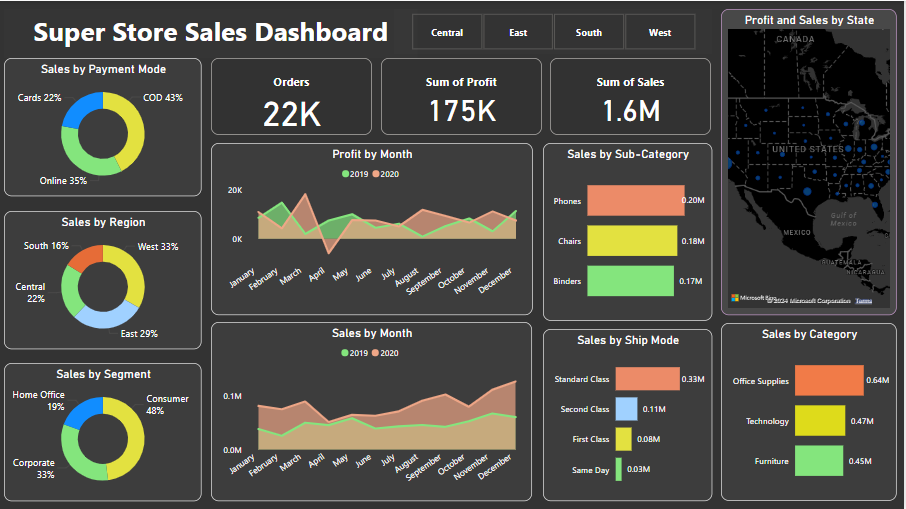 Super Store Sales Dashboard
Central
East
South
West
Sales by Payment Mode
Cards 22%
COD 43%
Online 35%
Orders
22K
Sum of Profit
175K
Sum of Sales
1.6M
Profit and Sales by State
CANADA
UNITED STATES
MEXICO
Gulf of
Mexico
GUATEMALA
NICARAGUA
Microsoft Bing
© 2024 Microsoft Corporation
Terms
Sales by Region
South 16%
West 33%
Central
22%
East 29%
Profit by Month
2019
2020
20K
0K
January
February
March
April
May
June
July
August
September
October
November
December
Sales by Sub-Category
Phones
0.20M
Chairs
0.18M
Binders
0.17M
Sales by Segment
Home Office
19%
Consumer
48%
Corporate
33%
Sales by Month
2019
2020
0.1M
0.0M
January
February
March
April
May
June
July
August
September
October
November
December
Sales by Ship Mode
Standard Class
0.33M
Second Class
0.11M
First Class
0.08M
Same Day
0.03M
Sales by Category
Office Supplies
0.64M
Technology
0.47M
Furniture
0.45M